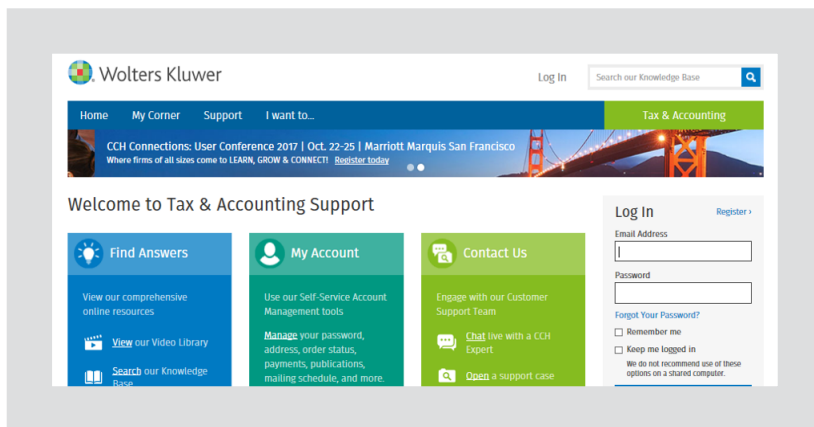 Wolters Kluwer
Log In
Search our Knowledge Base
Home My Corner Support I want to...
Tax & Accounting
CCH Connections: User Conference 2017 | Oct. 22-25 | Marriott Marquis San Francisco
Where firms of all sizes come to LEARN, GROW & CONNECT! Register today
Welcome to Tax & Accounting Support
Find Answers
View our comprehensive
online resources
View our Video Library
Search our Knowledge
Base
My Account
Use our Self-Service Account
Management tools
Manage your password,
address, order status,
payments, publications,
mailing schedule, and more.
Contact Us
Engage with our Customer
Support Team
Chat live with a CCH
Expert
Open a support case
Log In
Register ›
Email Address
Password
Forgot Your Password?
Remember me
Keep me logged in
We do not recommend use of these
options on a shared computer.